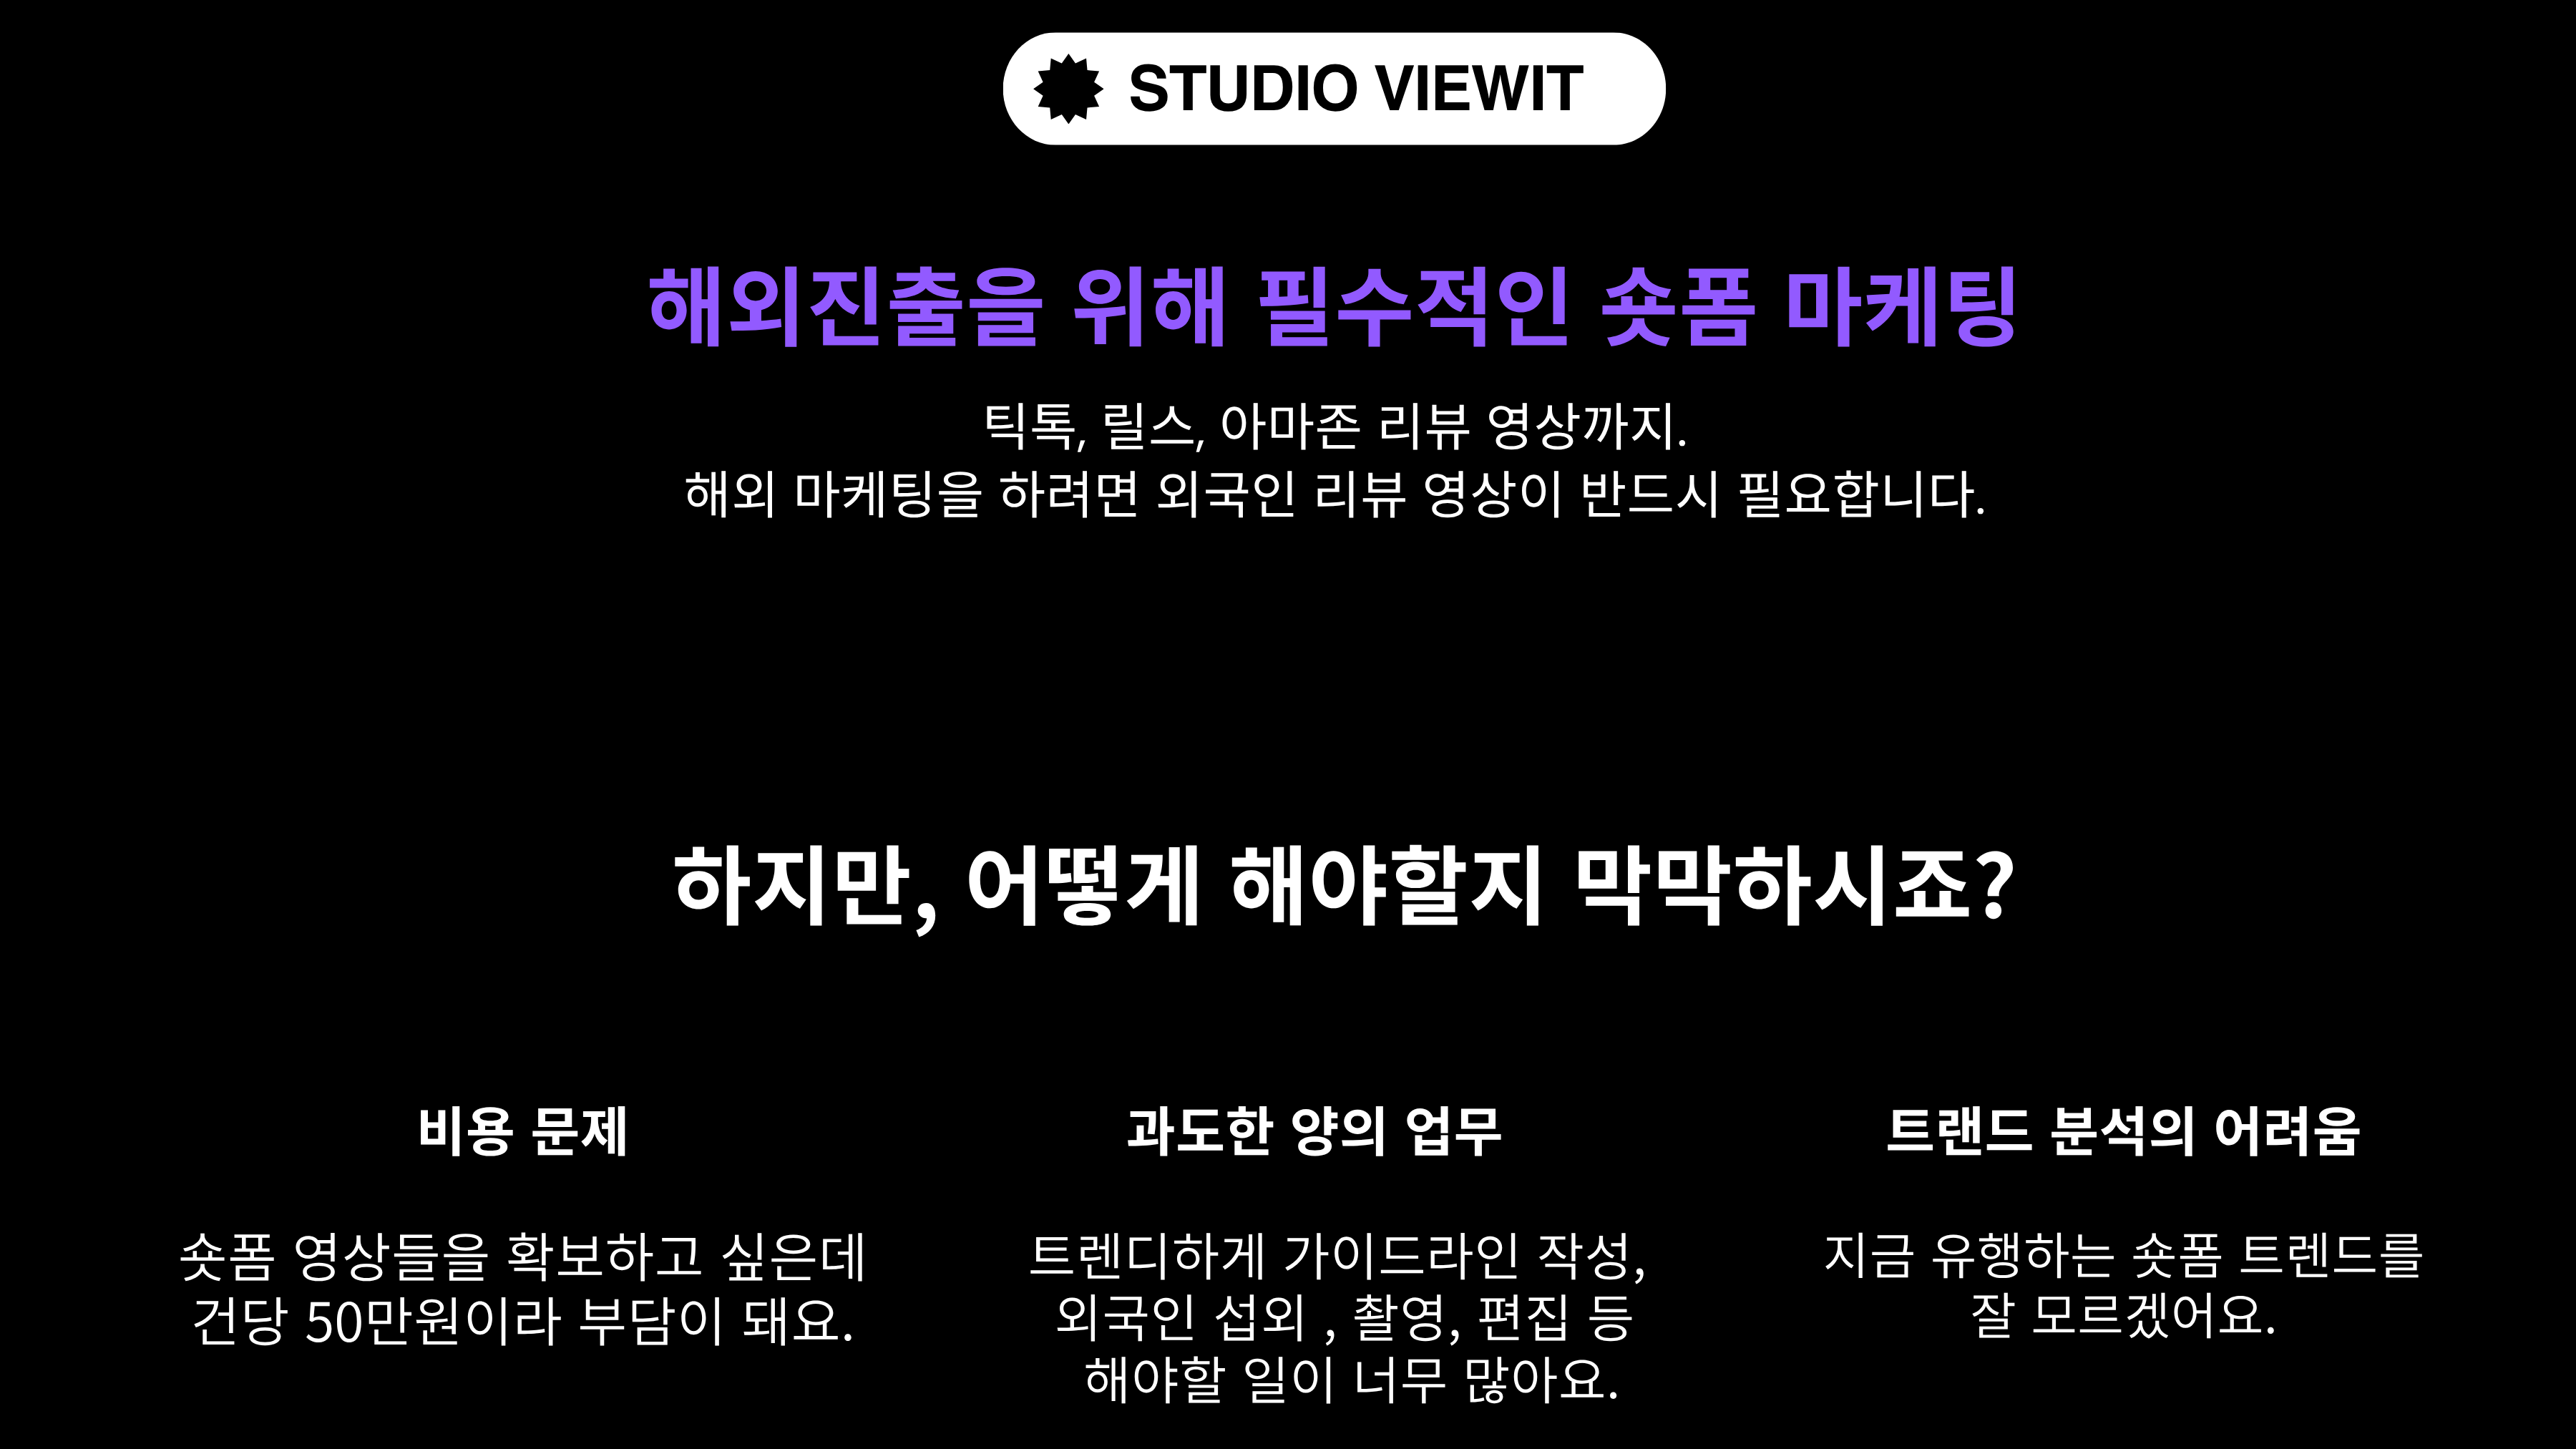 STUDIO VIEWIT
해외진출을 위해 필수적인 숏폼 마케팅
틱톡, 릴스, 아마존 리뷰 영상까지.
해외 마케팅을 하려면 외국인 리뷰 영상이 반드시 필요합니다.
하지만, 어떻게 해야할지 막막하시죠?
비용 문제
숏폼 영상들을 확보하고 싶은데
건당 50만원이라 부담이 돼요.
과도한 양의 업무
트렌디하게 가이드라인 작성,
외국인 섭외 , 촬영, 편집 등
해야할 일이 너무 많아요.
트랜드 분석의 어려움
지금 유행하는 숏폼 트렌드를
잘 모르겠어요.